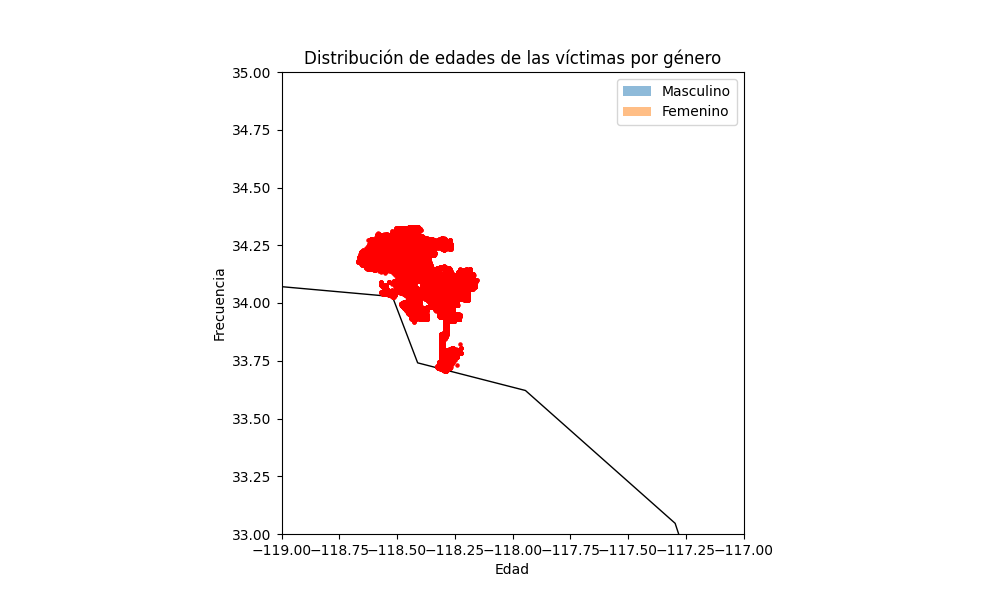 Distribución de edades de las víctimas por género
Masculino
Femenino
35.00
34.75
34.50
34.25
34.00
33.75
33.50
33.25
33.00
Frecuencia
−119.00 −118.75 −118.50 −118.25 −118.00 −117.75 −117.50 −117.25 −117.00
Edad